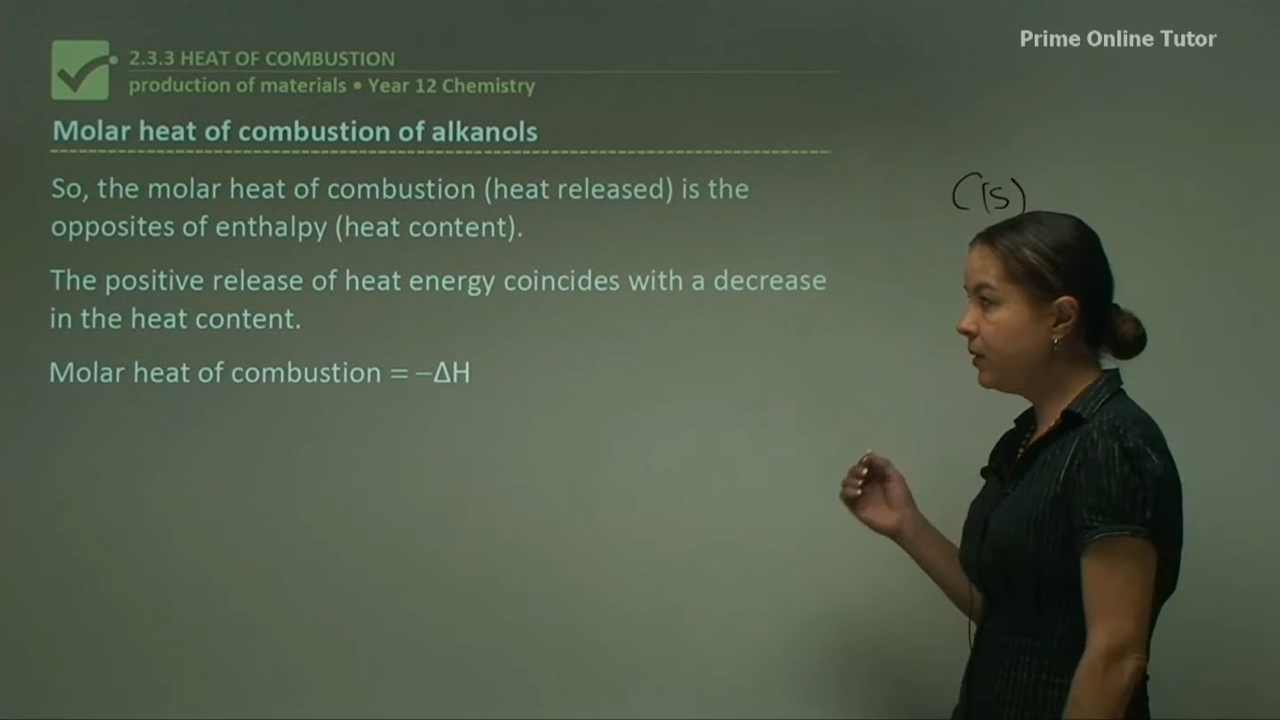 Prime Online Tutor
2.3.3 HEAT OF COMBUSTION
production of materials • Year 12 Chemistry
Molar heat of combustion of alkanols
So, the molar heat of combustion (heat released) is the
opposites of enthalpy (heat content).
The positive release of heat energy coincides with a decrease
in the heat content.
Molar heat of combustion = −ΔH